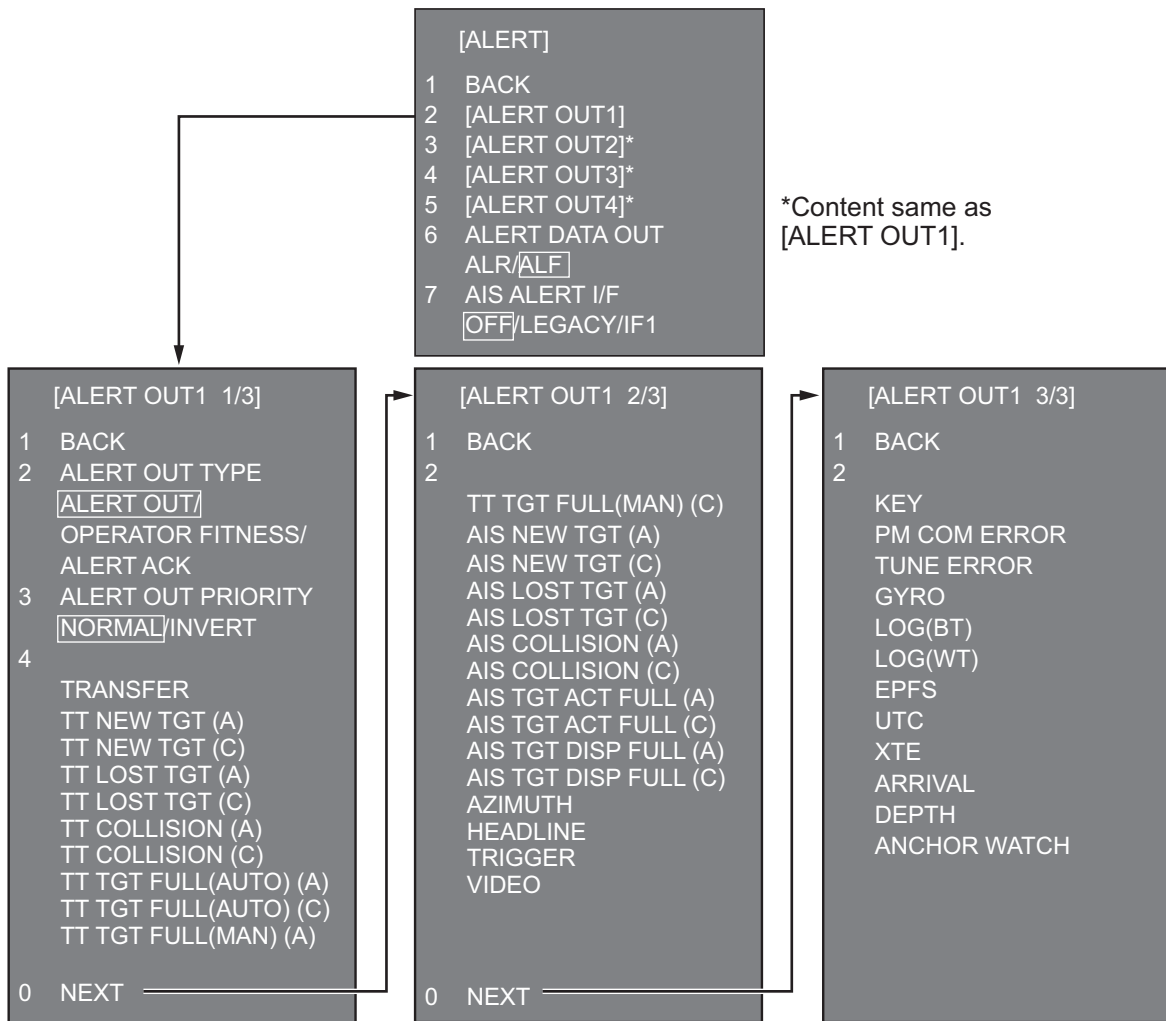 [ALERT]
1 BACK
2 [ALERT OUT1]
3 [ALERT OUT2]*
4 [ALERT OUT3]*
5 [ALERT OUT4]*
6 ALERT DATA OUT
ALR/ALF
7 AIS ALERT I/F
OFF/LEGACY/IF1
*Content same as
[ALERT OUT1].
[ALERT OUT1 1/3]
1 BACK
2 ALERT OUT TYPE
ALERT OUT/
OPERATOR FITNESS/
ALERT ACK
3 ALERT OUT PRIORITY
NORMAL/INVERT
4
TRANSFER
TT NEW TGT (A)
TT NEW TGT (C)
TT LOST TGT (A)
TT LOST TGT (C)
TT COLLISION (A)
TT COLLISION (C)
TT TGT FULL(AUTO) (A)
TT TGT FULL(AUTO) (C)
TT TGT FULL(MAN) (A)
0 NEXT
[ALERT OUT1 2/3]
1 BACK
2
TT TGT FULL(MAN) (C)
AIS NEW TGT (A)
AIS NEW TGT (C)
AIS LOST TGT (A)
AIS LOST TGT (C)
AIS COLLISION (A)
AIS COLLISION (C)
AIS TGT ACT FULL (A)
AIS TGT ACT FULL (C)
AIS TGT DISP FULL (A)
AIS TGT DISP FULL (C)
AZIMUTH
HEADLINE
TRIGGER
VIDEO
0 NEXT
[ALERT OUT1 3/3]
1 BACK
2
KEY
PM COM ERROR
TUNE ERROR
GYRO
LOG(BT)
LOG(WT)
EPFS
UTC
XTE
ARRIVAL
DEPTH
ANCHOR WATCH